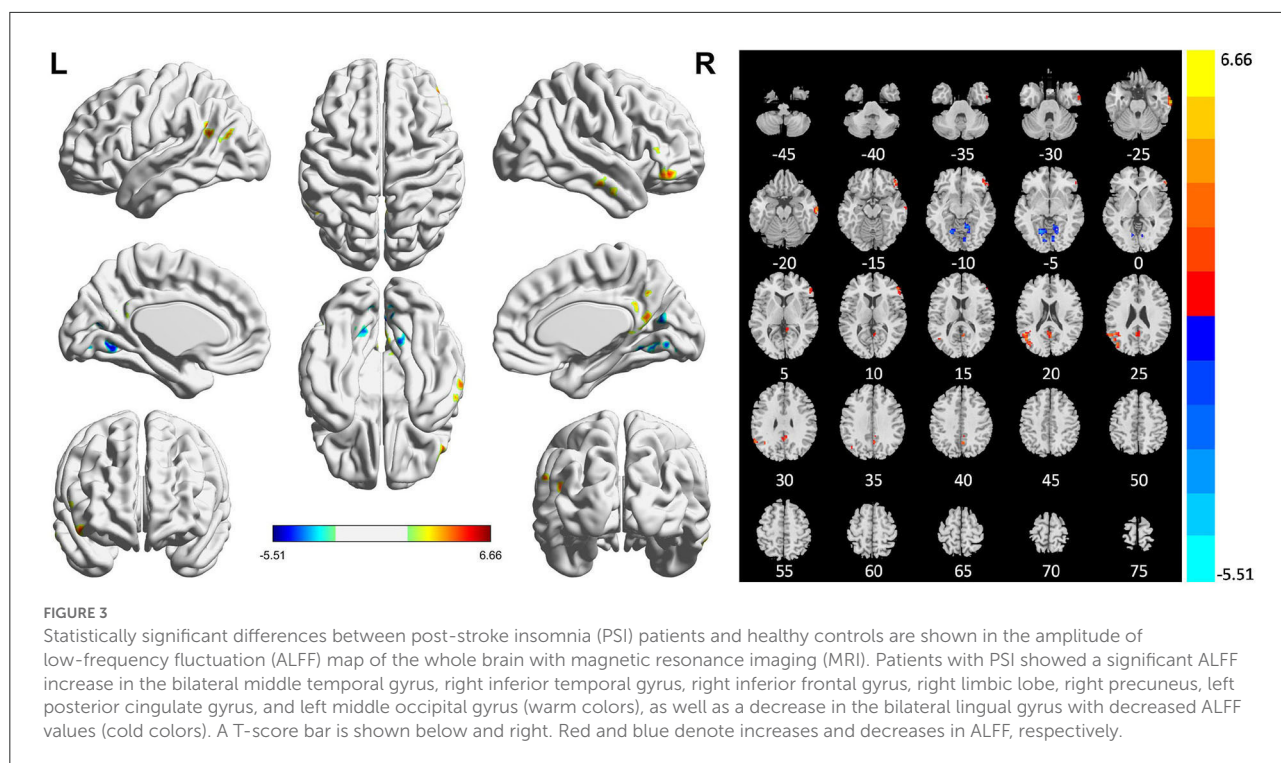 L
R
-5.51
6.66
6.66
-5.51
-45 -40 -35 -30 -25
-20 -15 -10 -5 0
5 10 15 20 25
30 35 40 45 50
55 60 65 70 75
FIGURE 3
Statistically significant differences between post-stroke insomnia (PSI) patients and healthy controls are shown in the amplitude of
low-frequency fluctuation (ALFF) map of the whole brain with magnetic resonance imaging (MRI). Patients with PSI showed a significant ALFF
increase in the bilateral middle temporal gyrus, right inferior temporal gyrus, right inferior frontal gyrus, right limbic lobe, right precuneus, left
posterior cingulate gyrus, and left middle occipital gyrus (warm colors), as well as a decrease in the bilateral lingual gyrus with decreased ALFF
values (cold colors). A T-score bar is shown below and right. Red and blue denote increases and decreases in ALFF, respectively.